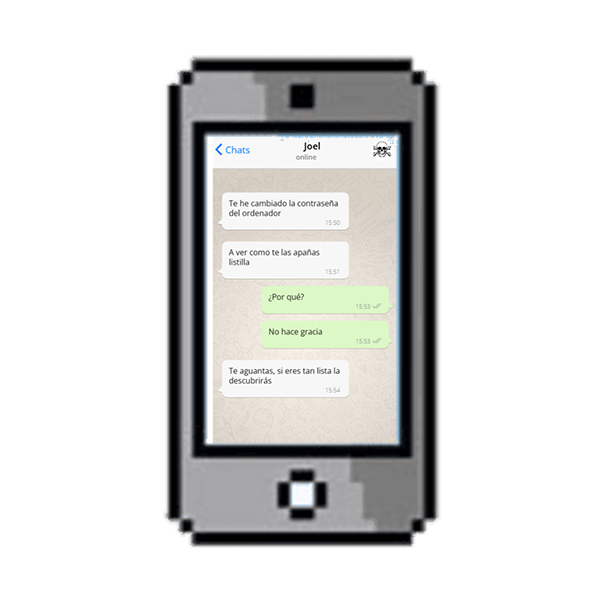 Chats
Joel
online
Te he cambiado la contraseña
del ordenador
15:50
A ver como te las apañas
listilla
15:51
¿Por qué?
15:53
No hace gracia
15:53
Te aguantas, si eres tan lista la
descubrirás
15:54